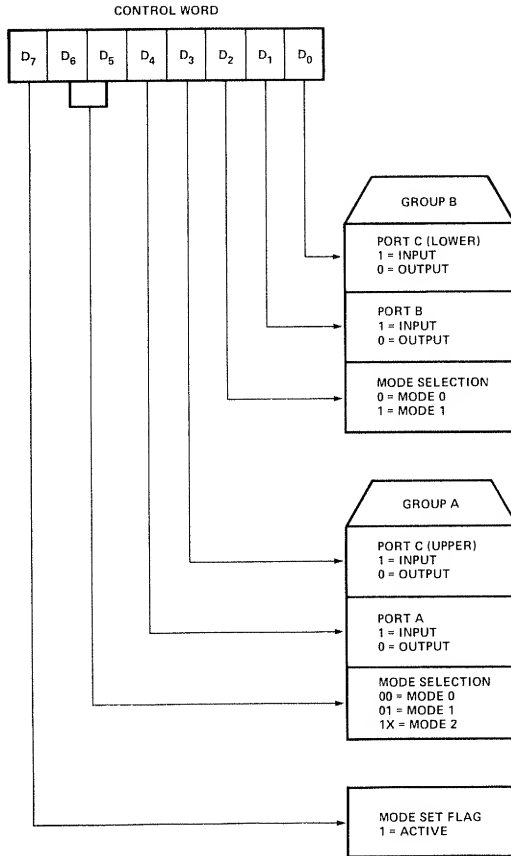 CONTROL WORD
D7 D6 D5 D4 D3 D2 D1 D0
GROUP B
PORT C (LOWER)
1 = INPUT
0 = OUTPUT
PORT B
1 = INPUT
0 = OUTPUT
MODE SELECTION
0 = MODE 0
1 = MODE 1
GROUP A
PORT C (UPPER)
1 = INPUT
0 = OUTPUT
PORT A
1 = INPUT
0 = OUTPUT
MODE SELECTION
00 = MODE 0
01 = MODE 1
1X = MODE 2
MODE SET FLAG
1 = ACTIVE